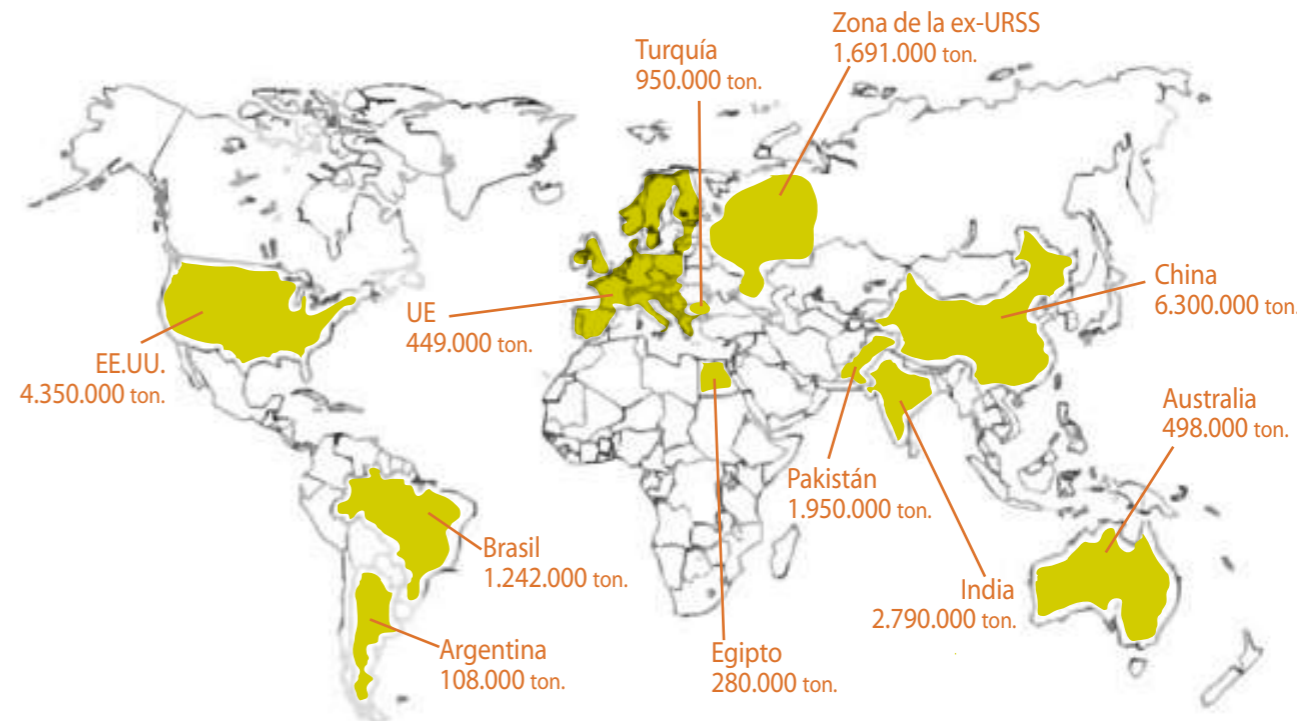 Zona de la ex-URSS
1.691.000 ton.
Turquía
950.000 ton.
China
6.300.000 ton.
UE
449.000 ton.
EE.UU.
4.350.000 ton.
Australia
498.000 ton.
Pakistán
1.950.000 ton.
Brasil
1.242.000 ton.
India
2.790.000 ton.
Argentina
108.000 ton.
Egipto
280.000 ton.